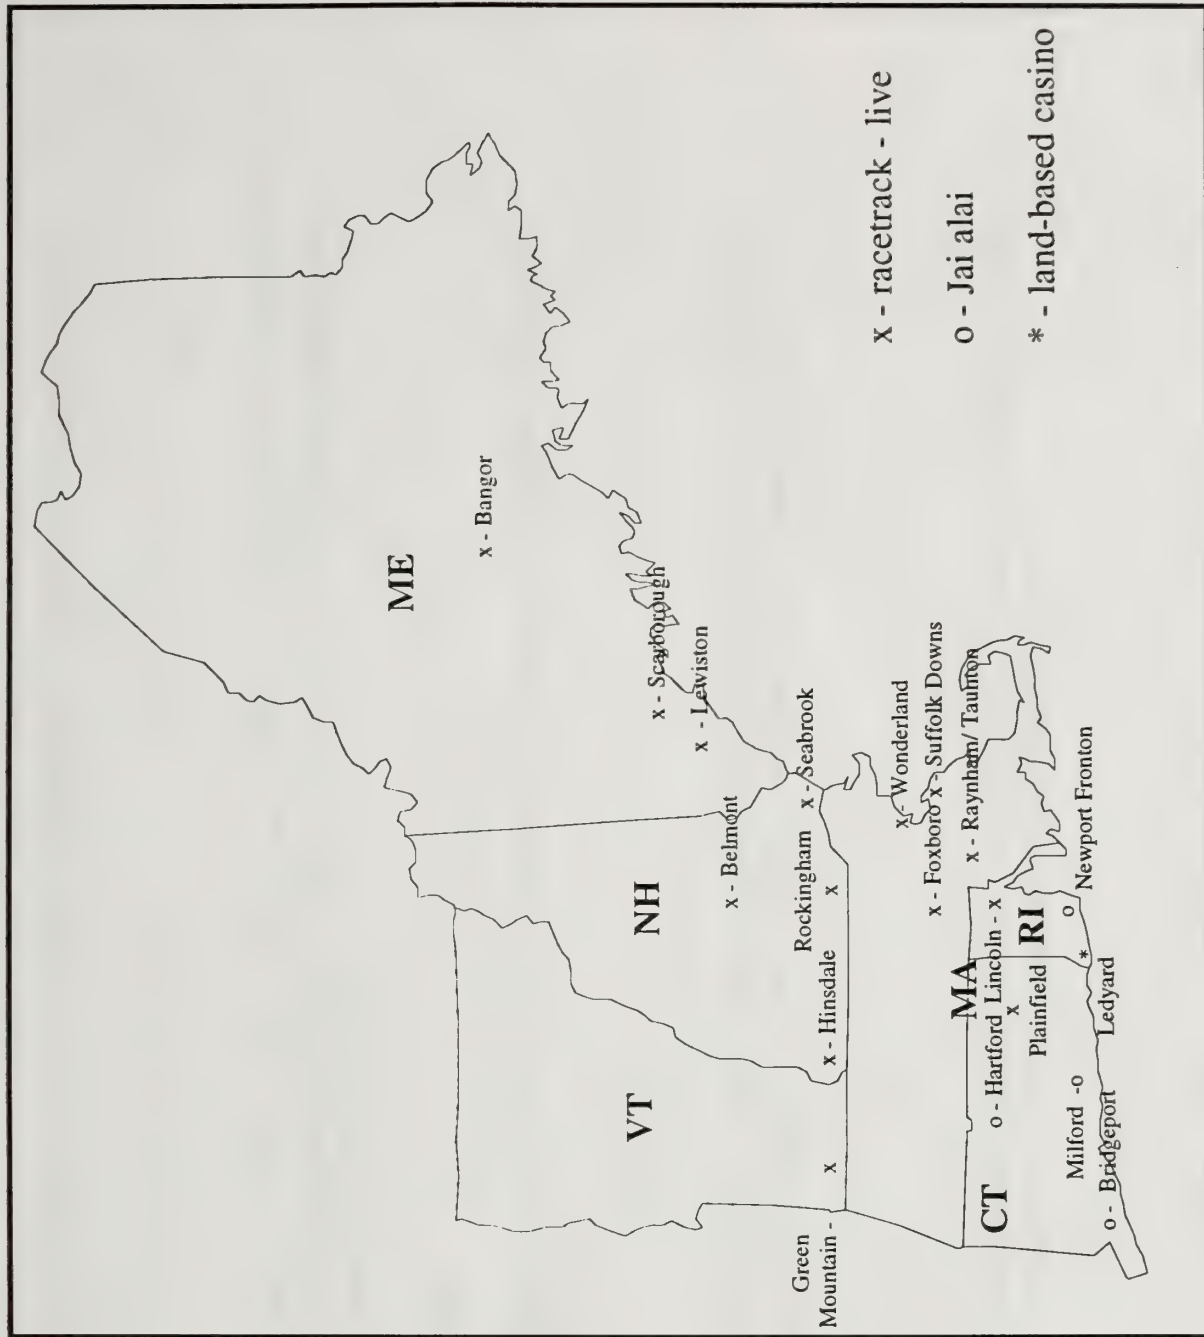 ME
x - Bangor
x - Scarborough
x - Lewiston
VT
NH
x - Belmont
Green
Mountain - x
x - Hinsdale
Rockingham
x
x - Seabrook
x - Wonderland
x - Foxboro
x - Suffolk Downs
x - Raynham/ Taunton
MA
CT
o - Hartford
Lincoln - x
x
Plainfield
RI
Milford - o
o - Bridgeport
*
Ledyard
o
Newport Fronton
x - racetrack - live
o - Jai alai
* - land-based casino